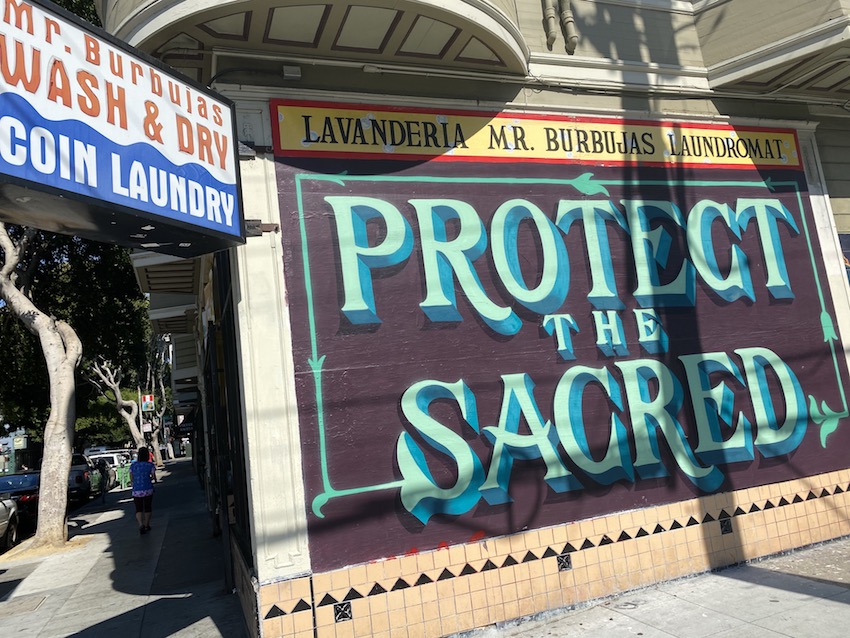 Mr. Burbujas
WASH & DRY
COIN LAUNDRY
LAVANDERIA MR. BURBUJAS LAUNDROMAT
PROTECT
THE
SACRED